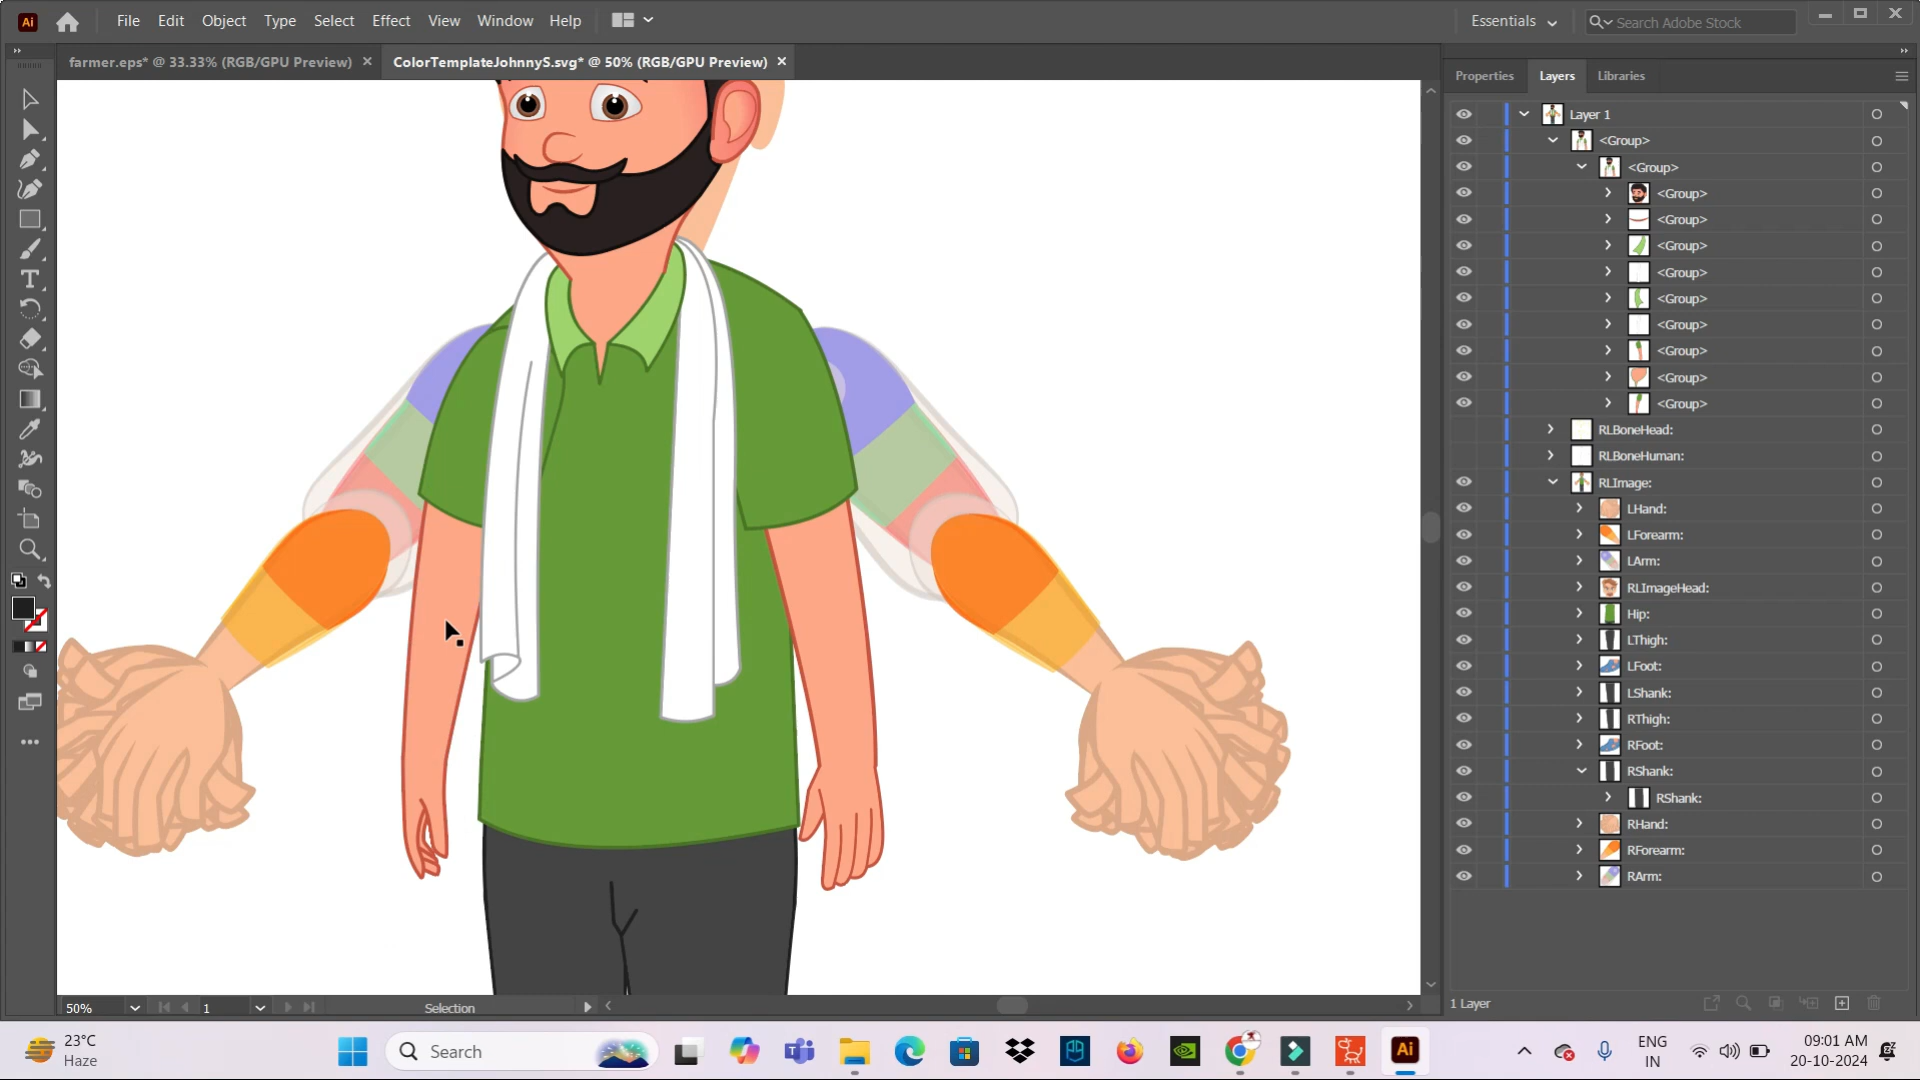 Ai File Edit Object Type Select Effect View Window Help Essentials Search Adobe Stock
farmer.eps* @ 33.33% (RGB/GPU Preview) × ColorTemplateJohnnyS.svg* @ 50% (RGB/GPU Preview) ×
Properties Layers Libraries
Layer 1
<Group>
<Group>
<Group>
<Group>
<Group>
<Group>
<Group>
<Group>
<Group>
<Group>
<Group>
RLBoneHead:
RLBoneHuman:
RLImage:
LHand:
LForearm:
LArm:
RLImageHead:
Hip:
LThigh:
LFoot:
LShank:
RThigh:
RFoot:
RShank:
RShank:
RHand:
RForearm:
RArm:
50% 1 Selection
1 Layer
23°C
Haze
Search
Ai
ENG
IN
09:01 AM
20-10-2024